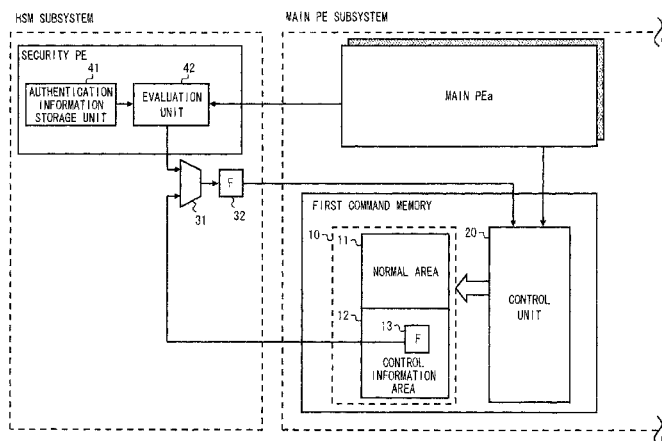 HSM SUBSYSTEM
MAIN PE SUBSYSTEM
SECURITY PE
41
42
AUTHENTICATION
INFORMATION
STORAGE UNIT
EVALUATION
UNIT
MAIN PEa
31
F
32
FIRST COMMAND MEMORY
10
11
NORMAL AREA
20
CONTROL
UNIT
12
13
F
CONTROL
INFORMATION
AREA